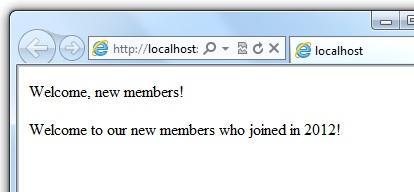 http://localhost:
localhost
Welcome, new members!
Welcome to our new members who joined in 2012!